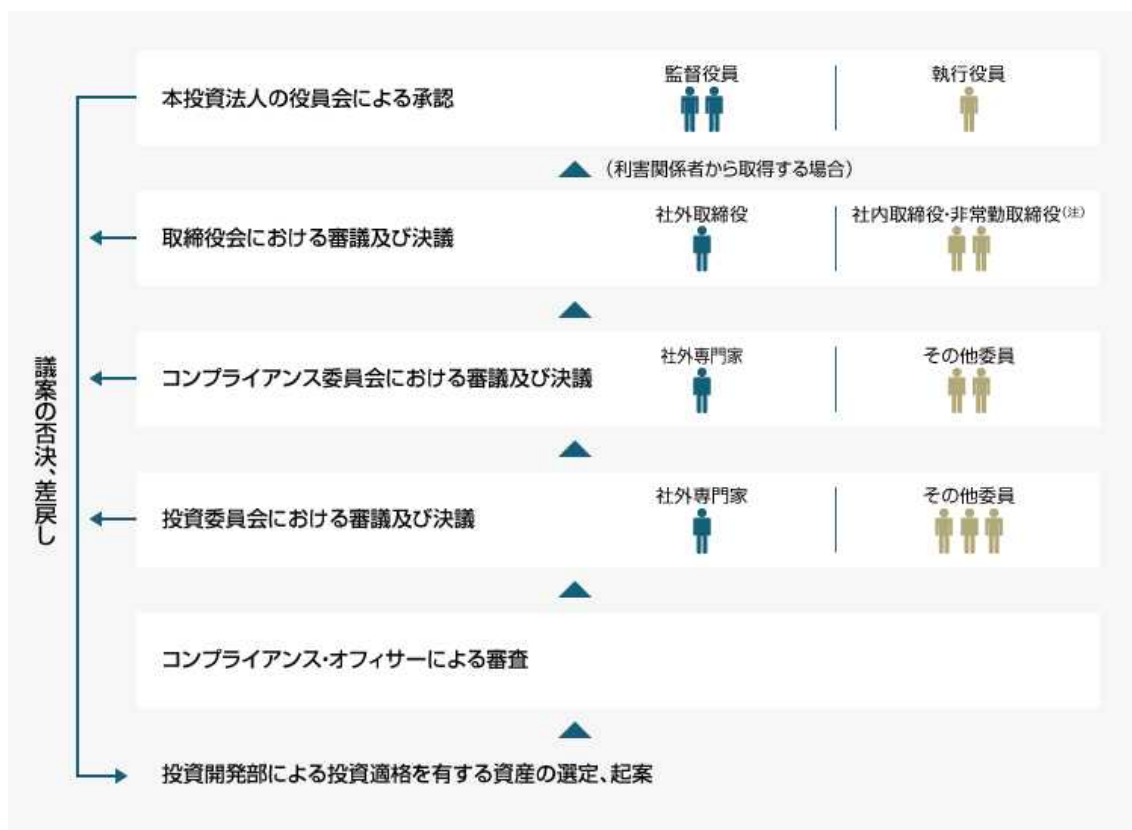 監督役員
執行役員
本投資法人の役員会による承認
(利害関係者から取得する場合)
社外取締役
社内取締役・非常勤取締役(注)
取締役会における審議及び決議
社外専門家
その他委員
コンプライアンス委員会における審議及び決議
社外専門家
その他委員
投資委員会における審議及び決議
コンプライアンス・オフィサーによる審査
投資開発部による投資適格を有する資産の選定、起案
議案の否決、差戻し